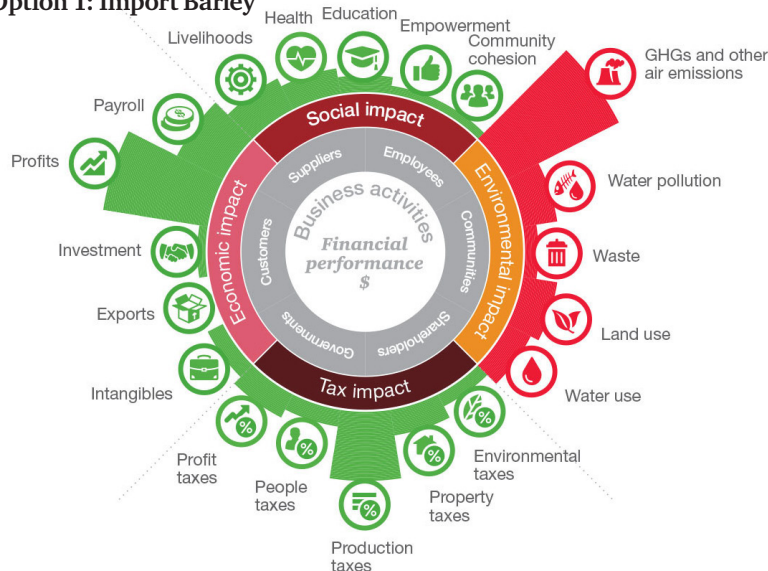 Option 1: Import Barley
Health
Education
Empowerment
Community
cohesion
Livelihoods
Payroll
Profits
Investment
Exports
Intangibles
GHGs and other
air emissions
Water pollution
Waste
Land use
Water use
Profit
taxes
People
taxes
Production
taxes
Property
taxes
Environmental
taxes
Social impact
Environmental impact
Tax impact
Economic impact
Suppliers
Employees
Communities
Shareholders
Governments
Customers
Business activities
Financial
performance
$
%
%
%
%
%